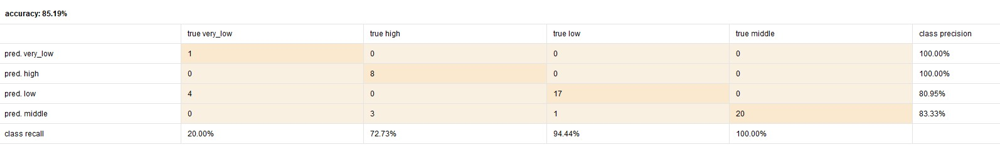 accuracy: 85.19%
true very_low true high true low true middle class precision
pred. very_low 1 0 0 0 100.00%
pred. high 0 8 0 0 100.00%
pred. low 4 0 17 0 80.95%
pred. middle 0 3 1 20 83.33%
class recall 20.00% 72.73% 94.44% 100.00%